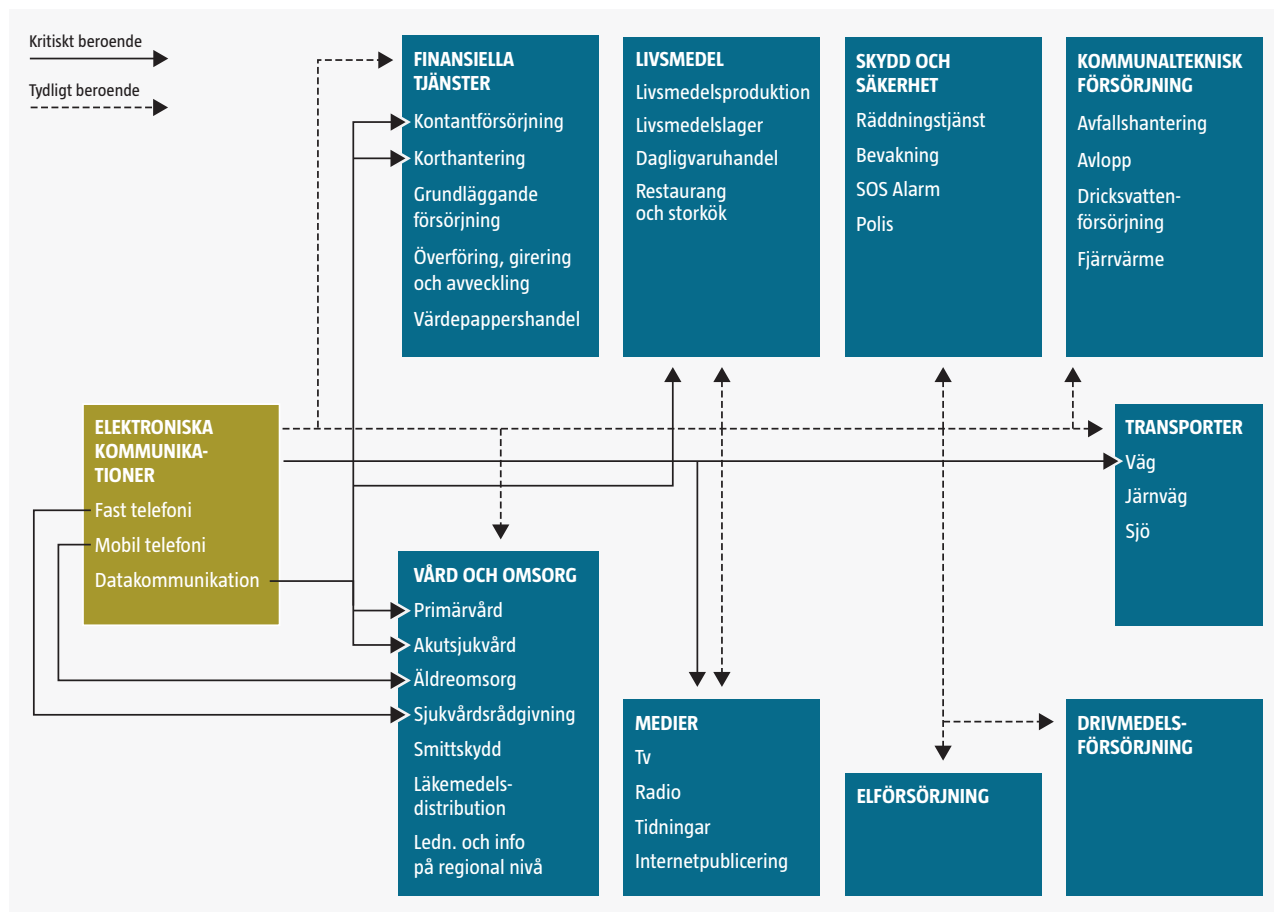 Kritiskt beroende
Tydligt beroende
FINANSIELLA
TJÄNSTER
Kontantförsörjning
Korthantering
Grundläggande
försörjning
Överföring, girering
och avveckling
Värdepappershandel
LIVSMEDEL
Livsmedelsproduktion
Livsmedelslager
Dagligvaruhandel
Restaurang
och storkök
SKYDD OCH
SÄKERHET
Räddningstjänst
Bevakning
SOS Alarm
Polis
KOMMUNALTEKNISK
FÖRSÖRJNING
Avfallshantering
Avlopp
Dricksvatten-
försörjning
Fjärrvärme
ELEKTRONISKA
KOMMUNIKA-
TIONER
Fast telefoni
Mobil telefoni
Datakommunikation
TRANSPORTER
Väg
Järnväg
Sjö
VÅRD OCH OMSORG
Primärvård
Akutsjukvård
Äldreomsorg
Sjukvårdsrådgivning
Smittskydd
Läkemedels-
distribution
Ledn. och info
på regional nivå
MEDIER
Tv
Radio
Tidningar
Internetpublicering
ELFÖRSÖRJNING
DRIVMEDELS-
FÖRSÖRJNING